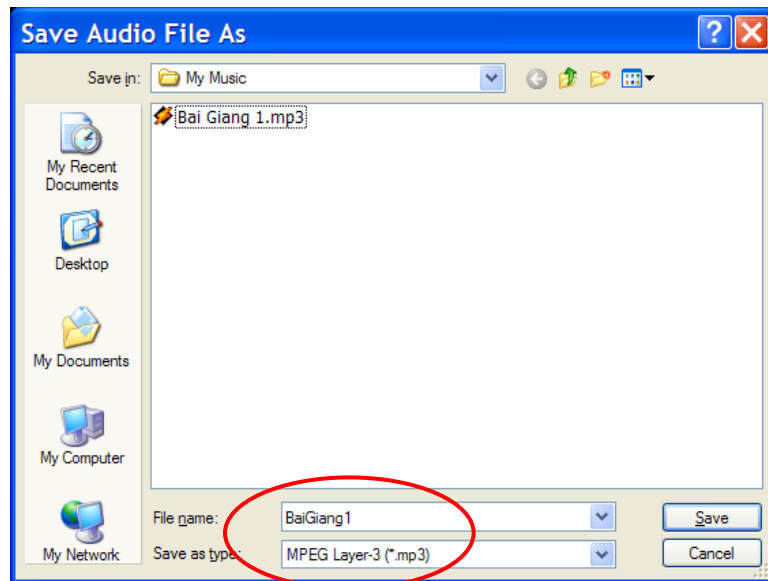 Save Audio File As
Save in:
My Music
Bai Giang 1.mp3
My Recent
Documents
Desktop
My Documents
My Computer
My Network
File name:
BaiGiang1
Save
Save as type:
MPEG Layer-3 (*.mp3)
Cancel